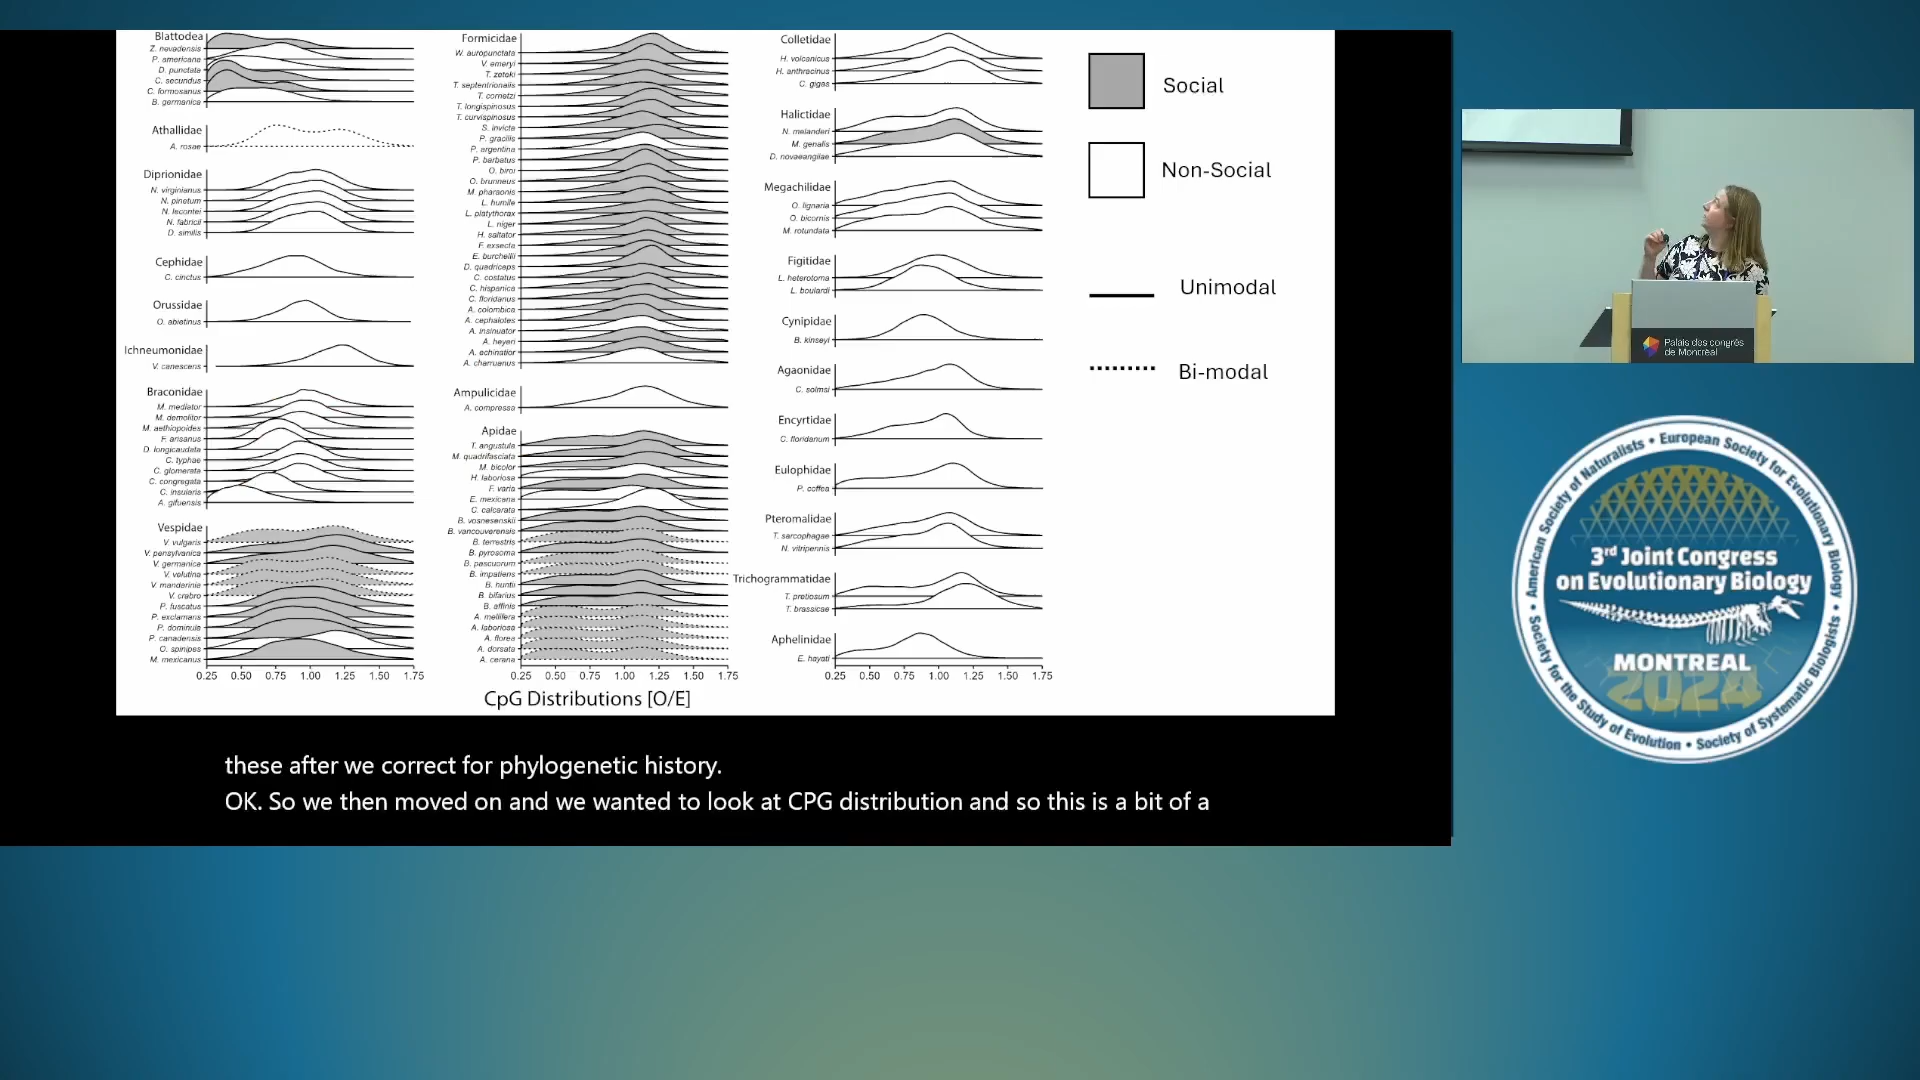 Blattodea
Z. nevadensis
P. americana
D. punctata
C. secundus
C. formosanus
B. germanica
Athallidae
A. rosae
Diprionidae
N. virginianus
N. pinetum
N. lecontei
N. fabricii
D. similis
Cephidae
C. cinctus
Orussidae
O. abietinus
Ichneumonidae
V. canescens
Braconidae
M. mediator
M. demolitor
M. aethiopoides
F. arisanus
D. longicaudata
C. typhae
C. glomerata
C. congregata
C. insularis
A. gifuensis
Vespidae
V. vulgaris
V. pensylvanica
V. germanica
V. velutina
V. mandarinia
V. crabro
P. fuscatus
P. exclamans
P. dominula
P. canadensis
O. spinipes
M. mexicanus
0.25 0.50 0.75 1.00 1.25 1.50 1.75
Formicidae
W. auropunctata
V. emeryi
T. zeteki
T. septentrionalis
T. cornetzi
T. longispinosus
T. curvispinosus
S. invicta
P. gracilis
P. argentina
P. barbatus
O. biroi
O. brunneus
M. pharaonis
L. humile
L. platythorax
L. niger
H. saltator
F. exsecta
E. burchellii
D. quadriceps
C. costatus
C. hispanica
C. floridanus
A. colombica
A. cephalotes
A. insinuator
A. heyeri
A. echinatior
A. charruanus
Ampulicidae
A. compressa
Apidae
T. angustula
M. quadrifasciata
M. bicolor
H. laboriosa
F. varia
E. mexicana
C. calcarata
B. vosnesenskii
B. vancouverensis
B. terrestris
B. pyrosoma
B. pascuorum
B. impatiens
B. huntii
B. bifarius
B. affinis
A. mellifera
A. laboriosa
A. florea
A. dorsata
A. cerana
0.25 0.50 0.75 1.00 1.25 1.50 1.75
CpG Distributions [O/E]
Colletidae
H. volcanicus
H. anthracinus
C. gigas
Halictidae
N. melanderi
M. genalis
D. novaeangliae
Megachilidae
O. lignaria
O. bicornis
M. rotundata
Figitidae
L. heterotoma
L. boulardi
Cynipidae
B. kinseyi
Agaonidae
C. solmsi
Encyrtidae
C. floridanum
Eulophidae
P. coffea
Pteromalidae
T. sarcophagae
N. vitripennis
Trichogrammatidae
T. pretiosum
T. brassicae
Aphelinidae
E. hayati
0.25 0.50 0.75 1.00 1.25 1.50 1.75
Social
Non-Social
Unimodal
Bi-modal
these after we correct for phylogenetic history.
OK. So we then moved on and we wanted to look at CPG distribution and so this is a bit of a
Palais des congrès
de Montréal
American Society of Naturalists • European Society for Evolutionary Biology •
Society for the Study of Evolution • Society of Systematic Biologists •
3rd Joint Congress
on Evolutionary Biology
MONTREAL
2024